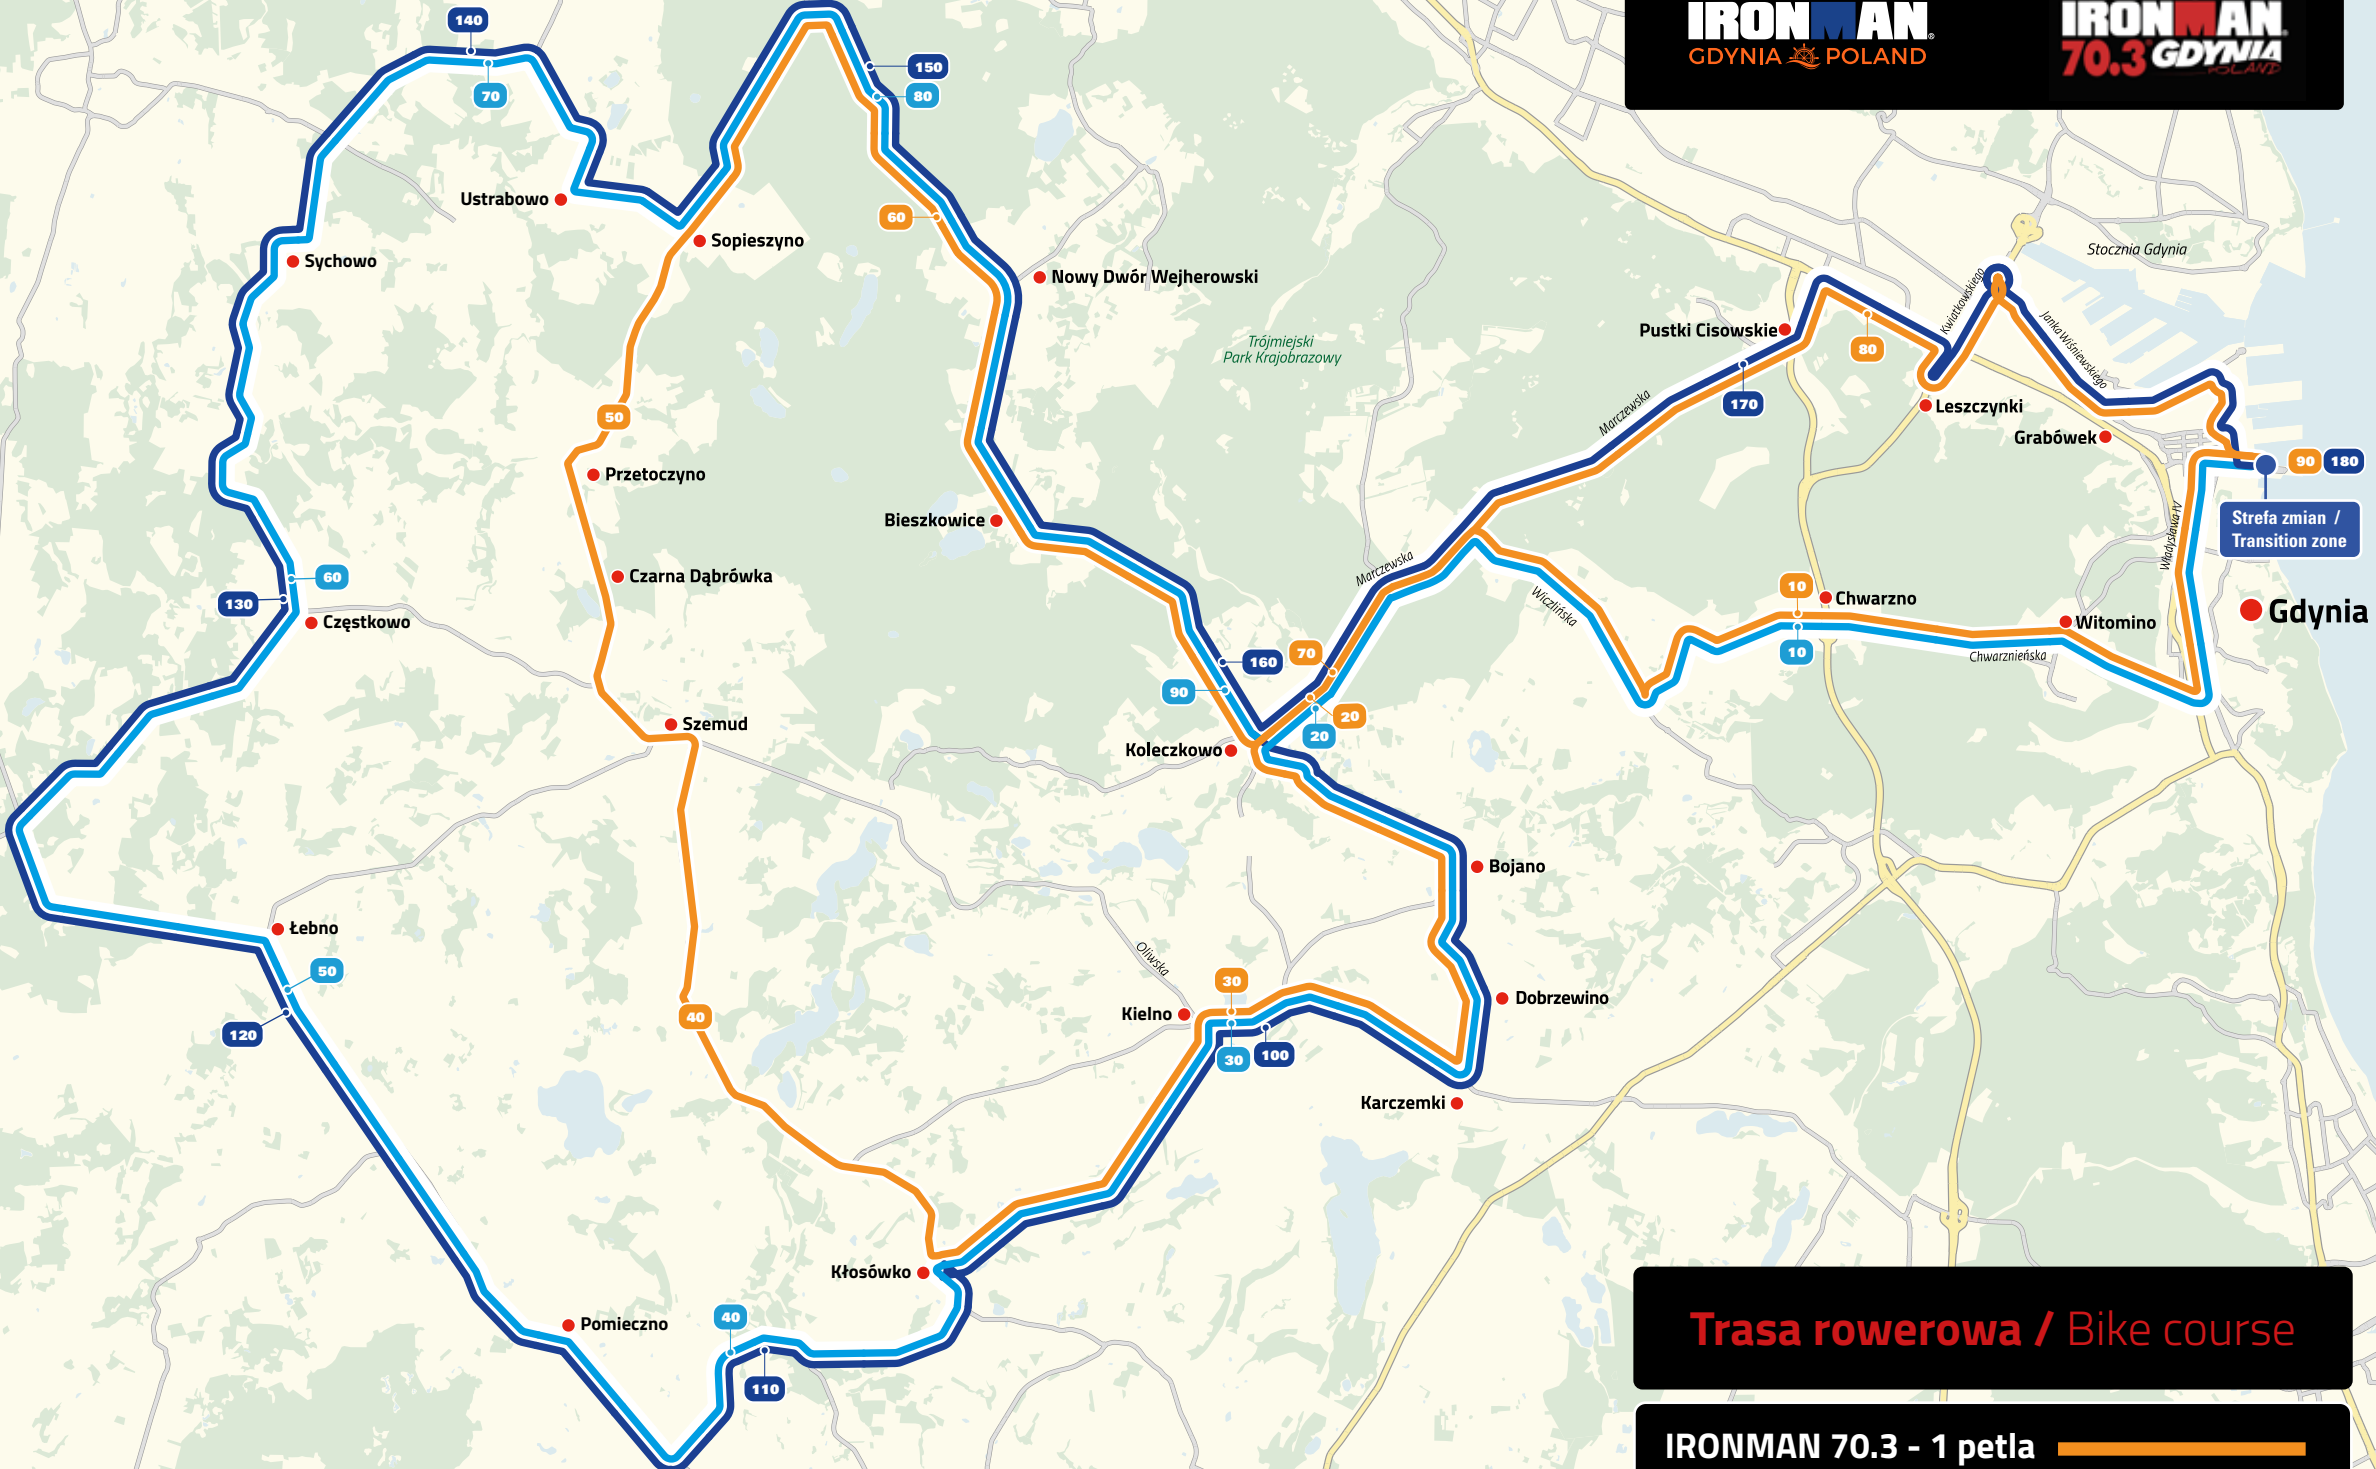 IRONMAN
GDYNIA POLAND
IRONMAN
70.3 GDYNIA
POLAND
140
70
150
80
Ustrabowo
60
Sopieszyno
Sychowo
Nowy Dwór Wejherowski
Stocznia Gdynia
Kwiatkowskiego
Janka Wiśniewskiego
Trójmiejski
Park Krajobrazowy
Pustki Cisowskie
80
170
Marczewska
Leszczynki
Grabówek
50
Przetoczyno
90
180
Strefa zmian /
Transition zone
Bieszkowice
Władysława IV
Marczewska
Czarna Dąbrówka
60
130
Częstkowo
Wiczlińska
10
Chwarzno
Witomino
Gdynia
10
Chwarznieńska
160
70
90
20
20
Szemud
Koleczkowo
Bojano
Łebno
50
120
Oliwska
30
Dobrzewino
Kielno
40
30
100
Karczemki
Kłosówko
Pomieczno
40
110
Trasa rowerowa / Bike course
IRONMAN 70.3 - 1 petla